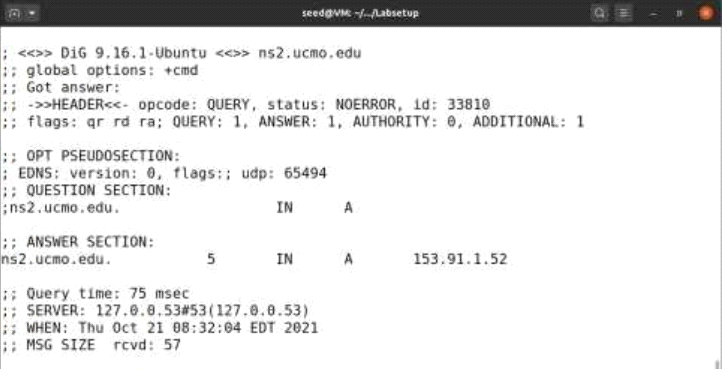 seed@VM: ~/.../Labsetup
; <<>> DiG 9.16.1-Ubuntu <<>> ns2.ucmo.edu
;; global options: +cmd
;; Got answer:
;; ->>HEADER<<- opcode: QUERY, status: NOERROR, id: 33810
;; flags: qr rd ra; QUERY: 1, ANSWER: 1, AUTHORITY: 0, ADDITIONAL: 1
;; OPT PSEUDOSECTION:
; EDNS: version: 0, flags:; udp: 65494
;; QUESTION SECTION:
;ns2.ucmo.edu. IN A
;; ANSWER SECTION:
ns2.ucmo.edu. 5 IN A 153.91.1.52
;; Query time: 75 msec
;; SERVER: 127.0.0.53#53(127.0.0.53)
;; WHEN: Thu Oct 21 08:32:04 EDT 2021
;; MSG SIZE rcvd: 57